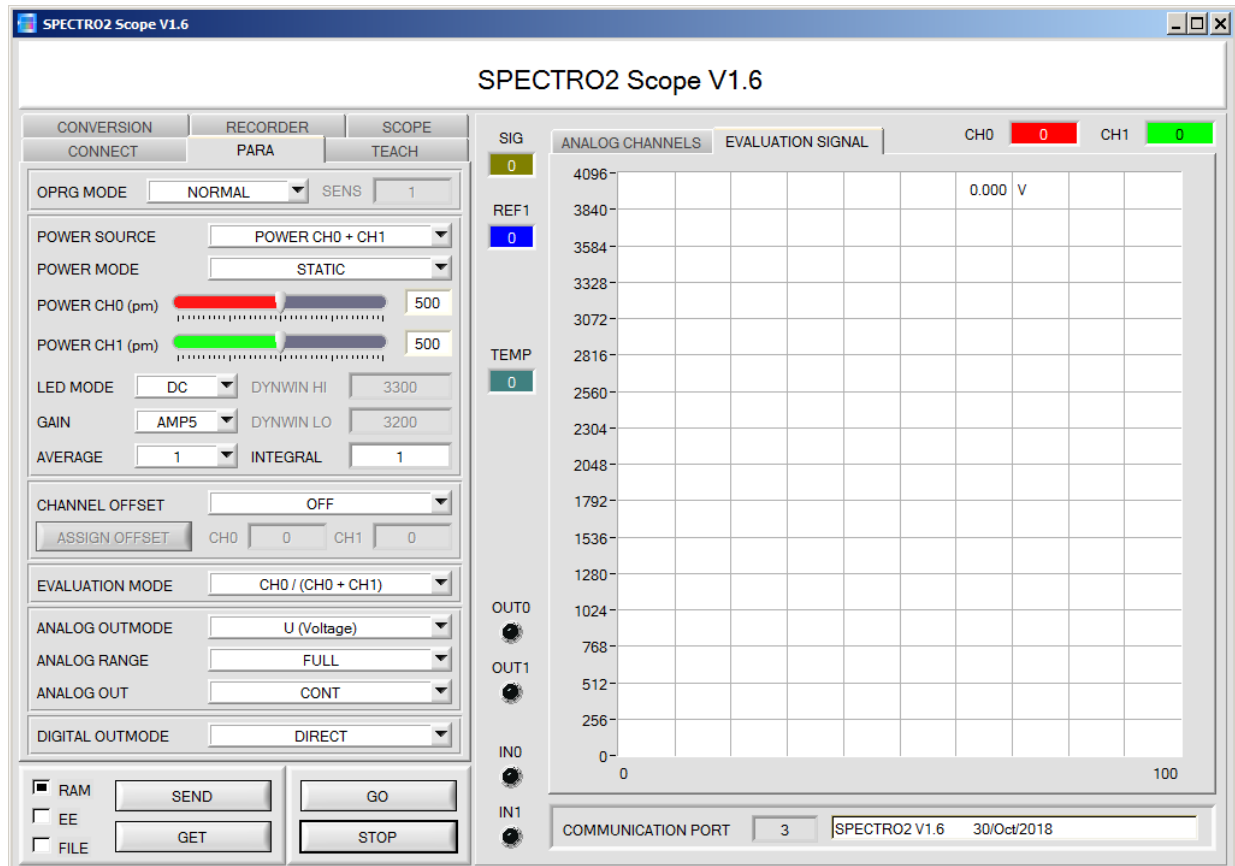 SPECTRO2 Scope V1.6
SPECTRO2 Scope V1.6
CONVERSION RECORDER SCOPE
CONNECT PARA TEACH
OPRG MODE NORMAL SENS 1
POWER SOURCE POWER CH0 + CH1
POWER MODE STATIC
POWER CH0 (pm) 500
POWER CH1 (pm) 500
LED MODE DC DYNWIN HI 3300
GAIN AMP5 DYNWIN LO 3200
AVERAGE 1 INTEGRAL 1
CHANNEL OFFSET OFF
ASSIGN OFFSET CH0 0 CH1 0
EVALUATION MODE CH0 / (CH0 + CH1)
ANALOG OUTMODE U (Voltage)
ANALOG RANGE FULL
ANALOG OUT CONT
DIGITAL OUTMODE DIRECT
RAM
EE
FILE
SEND GO
GET STOP
SIG
0
REF1
0
TEMP
0
OUT0
OUT1
IN0
IN1
ANALOG CHANNELS EVALUATION SIGNAL CH0 0 CH1 0
0.000 V
4096
3840
3584
3328
3072
2816
2560
2304
2048
1792
1536
1280
1024
768
512
256
0
0 100
COMMUNICATION PORT 3 SPECTRO2 V1.6 30/Oct/2018